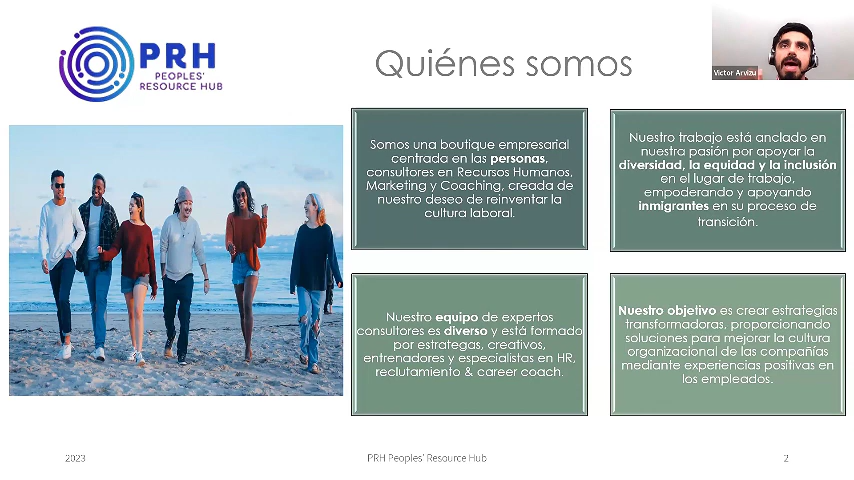 PRH
PEOPLES'
RESOURCE HUB
Quiénes somos
Victor Arvizu
Somos una boutique empresarial
centrada en las personas,
consultores en Recursos Humanos,
Marketing y Coaching, creada de
nuestro deseo de reinventar la
cultura laboral.
Nuestro trabajo está anclado en
nuestra pasión por apoyar la
diversidad, la equidad y la inclusión
en el lugar de trabajo,
empoderando y apoyando
inmigrantes en su proceso de
transición.
Nuestro equipo de expertos
consultores es diverso y está formado
por estrategas, creativos,
entrenadores y especialistas en HR,
reclutamiento & career coach.
Nuestro objetivo es crear estrategias
transformadoras, proporcionando
soluciones para mejorar la cultura
organizacional de las compañías
mediante experiencias positivas en
los empleados.
2023
PRH Peoples' Resource Hub
2